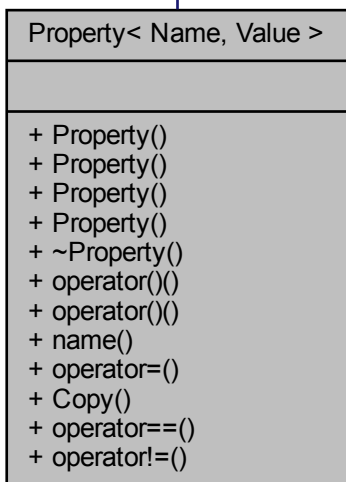 Property< Name, Value >
+ Property()
+ Property()
+ Property()
+ Property()
+ ~Property()
+ operator()()
+ operator()()
+ name()
+ operator=()
+ Copy()
+ operator==()
+ operator!=()